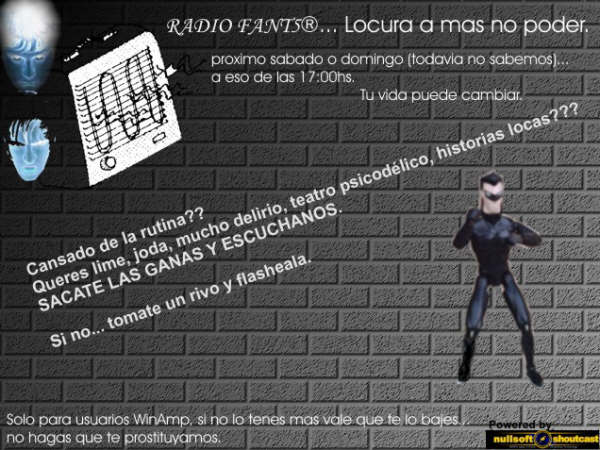 RADIO FANT5®... Locura a mas no poder.
proximo sabado o domingo (todavia no sabemos)...
a eso de las 17:00hs.
Tu vida puede cambiar.
Cansado de la rutina??
Queres lime, joda, mucho delirio, teatro psicodélico, historias locas???
SACATE LAS GANAS Y ESCUCHANOS.
Si no... tomate un rivo y flasheala.
Solo para usuarios WinAmp, si no lo tenes mas vale que te lo bajes...
no hagas que te prostituyamos.
Powered by
nullsoft shoutcast